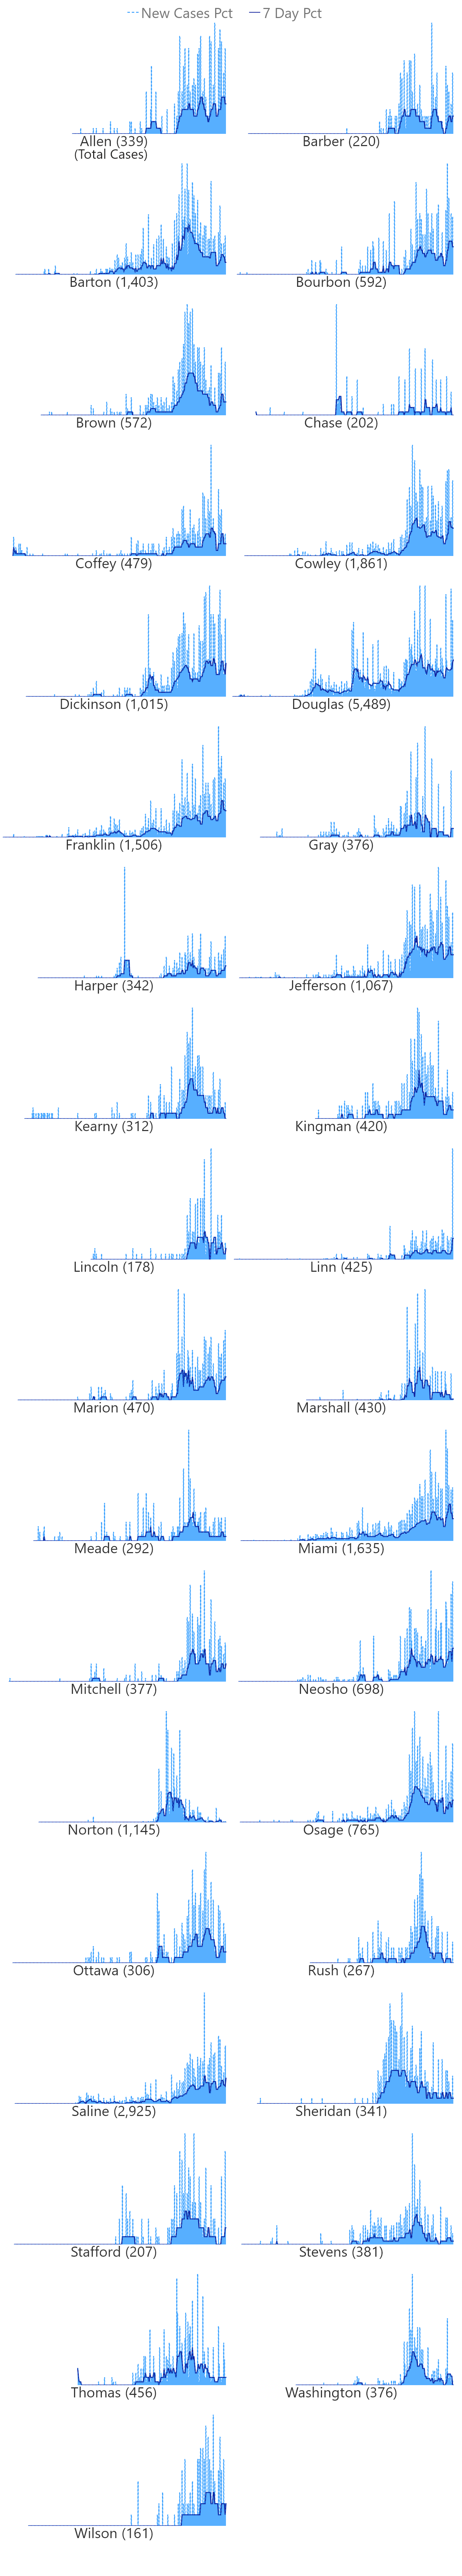 New Cases Pct 7 Day Pct
Allen (339) Barber (220)
(Total Cases)
Barton (1,403) Bourbon (592)
Brown (572) Chase (202)
Coffey (479) Cowley (1,861)
Dickinson (1,015) Douglas (5,489)
Franklin (1,506) Gray (376)
Harper (342) Jefferson (1,067)
Kearny (312) Kingman (420)
Lincoln (178) Linn (425)
Marion (470) Marshall (430)
Meade (292) Miami (1,635)
Mitchell (377) Neosho (698)
Norton (1,145) Osage (765)
Ottawa (306) Rush (267)
Saline (2,925) Sheridan (341)
Stafford (207) Stevens (381)
Thomas (456) Washington (376)
Wilson (161)